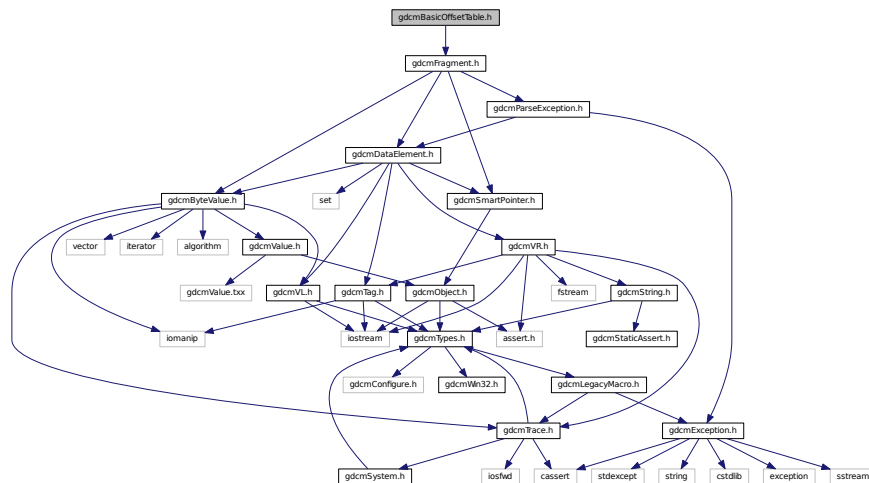 gdcmBasicOffsetTable.h
gdcmFragment.h
gdcmParseException.h
gdcmDataElement.h
gdcmByteValue.h
set
gdcmSmartPointer.h
vector
iterator
algorithm
gdcmValue.h
gdcmVR.h
gdcmValue.txx
gdcmVL.h
gdcmTag.h
gdcmObject.h
fstream
gdcmString.h
iomanip
iostream
gdcmTypes.h
assert.h
gdcmStaticAssert.h
gdcmConfigure.h
gdcmWin32.h
gdcmLegacyMacro.h
gdcmTrace.h
gdcmException.h
gdcmSystem.h
iosfwd
cassert
stdexcept
string
cstdlib
exception
sstream